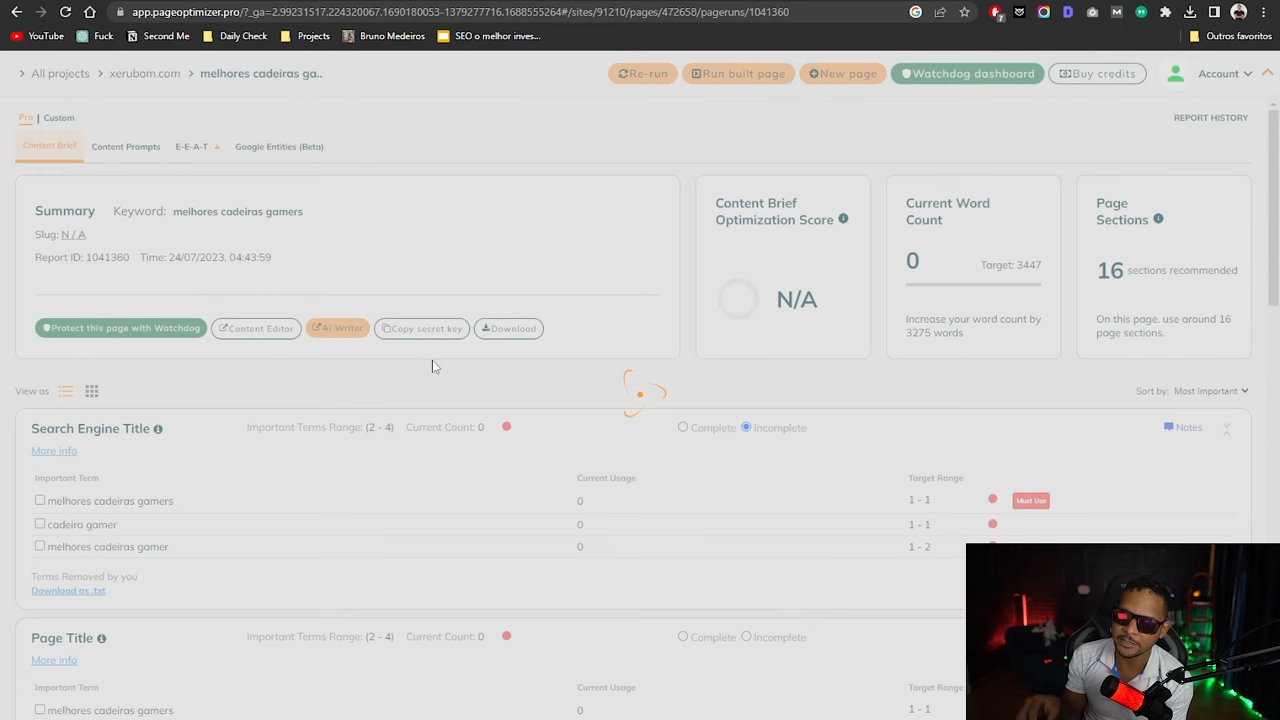 app.pageoptimizer.pro/?_ga=2.99231517.224320067.1690180053-1379277716.1688555264#/sites/91210/pages/472658/pageruns/1041360
YouTube Fuck Second Me Daily Check Projects Bruno Medeiros SEO o melhor inves... Outros favoritos
All projects xerubom.com melhores cadeiras ga.. Re-run Run built page New page Watchdog dashboard Buy credits Account
Pro | Custom REPORT HISTORY
Content Brief Content Prompts E-E-A-T Google Entities (Beta)
Summary Keyword: melhores cadeiras gamers
Slug: N / A
Report ID: 1041360 Time: 24/07/2023, 04:43:59
Protect this page with Watchdog Content Editor AI Writer Copy secret key Download
Content Brief
Optimization Score
N/A
Current Word
Count
0 Target: 3447
Increase your word count by
3275 words
Page
Sections
16 sections recommended
On this page. use around 16
page sections.
View as Sort by: Most Important
Search Engine Title Important Terms Range: (2 - 4) Current Count: 0 Complete Incomplete Notes
More info
Important Term Current Usage Target Range
melhores cadeiras gamers 0 1 - 1 Must Use
cadeira gamer 0 1 - 1
melhores cadeiras gamer 0 1 - 2
Terms Removed by you
Download as .txt
Page Title Important Terms Range: (2 - 4) Current Count: 0 Complete Incomplete
More info
Important Term Current Usage Target Range
melhores cadeiras gamers 0 1 - 1